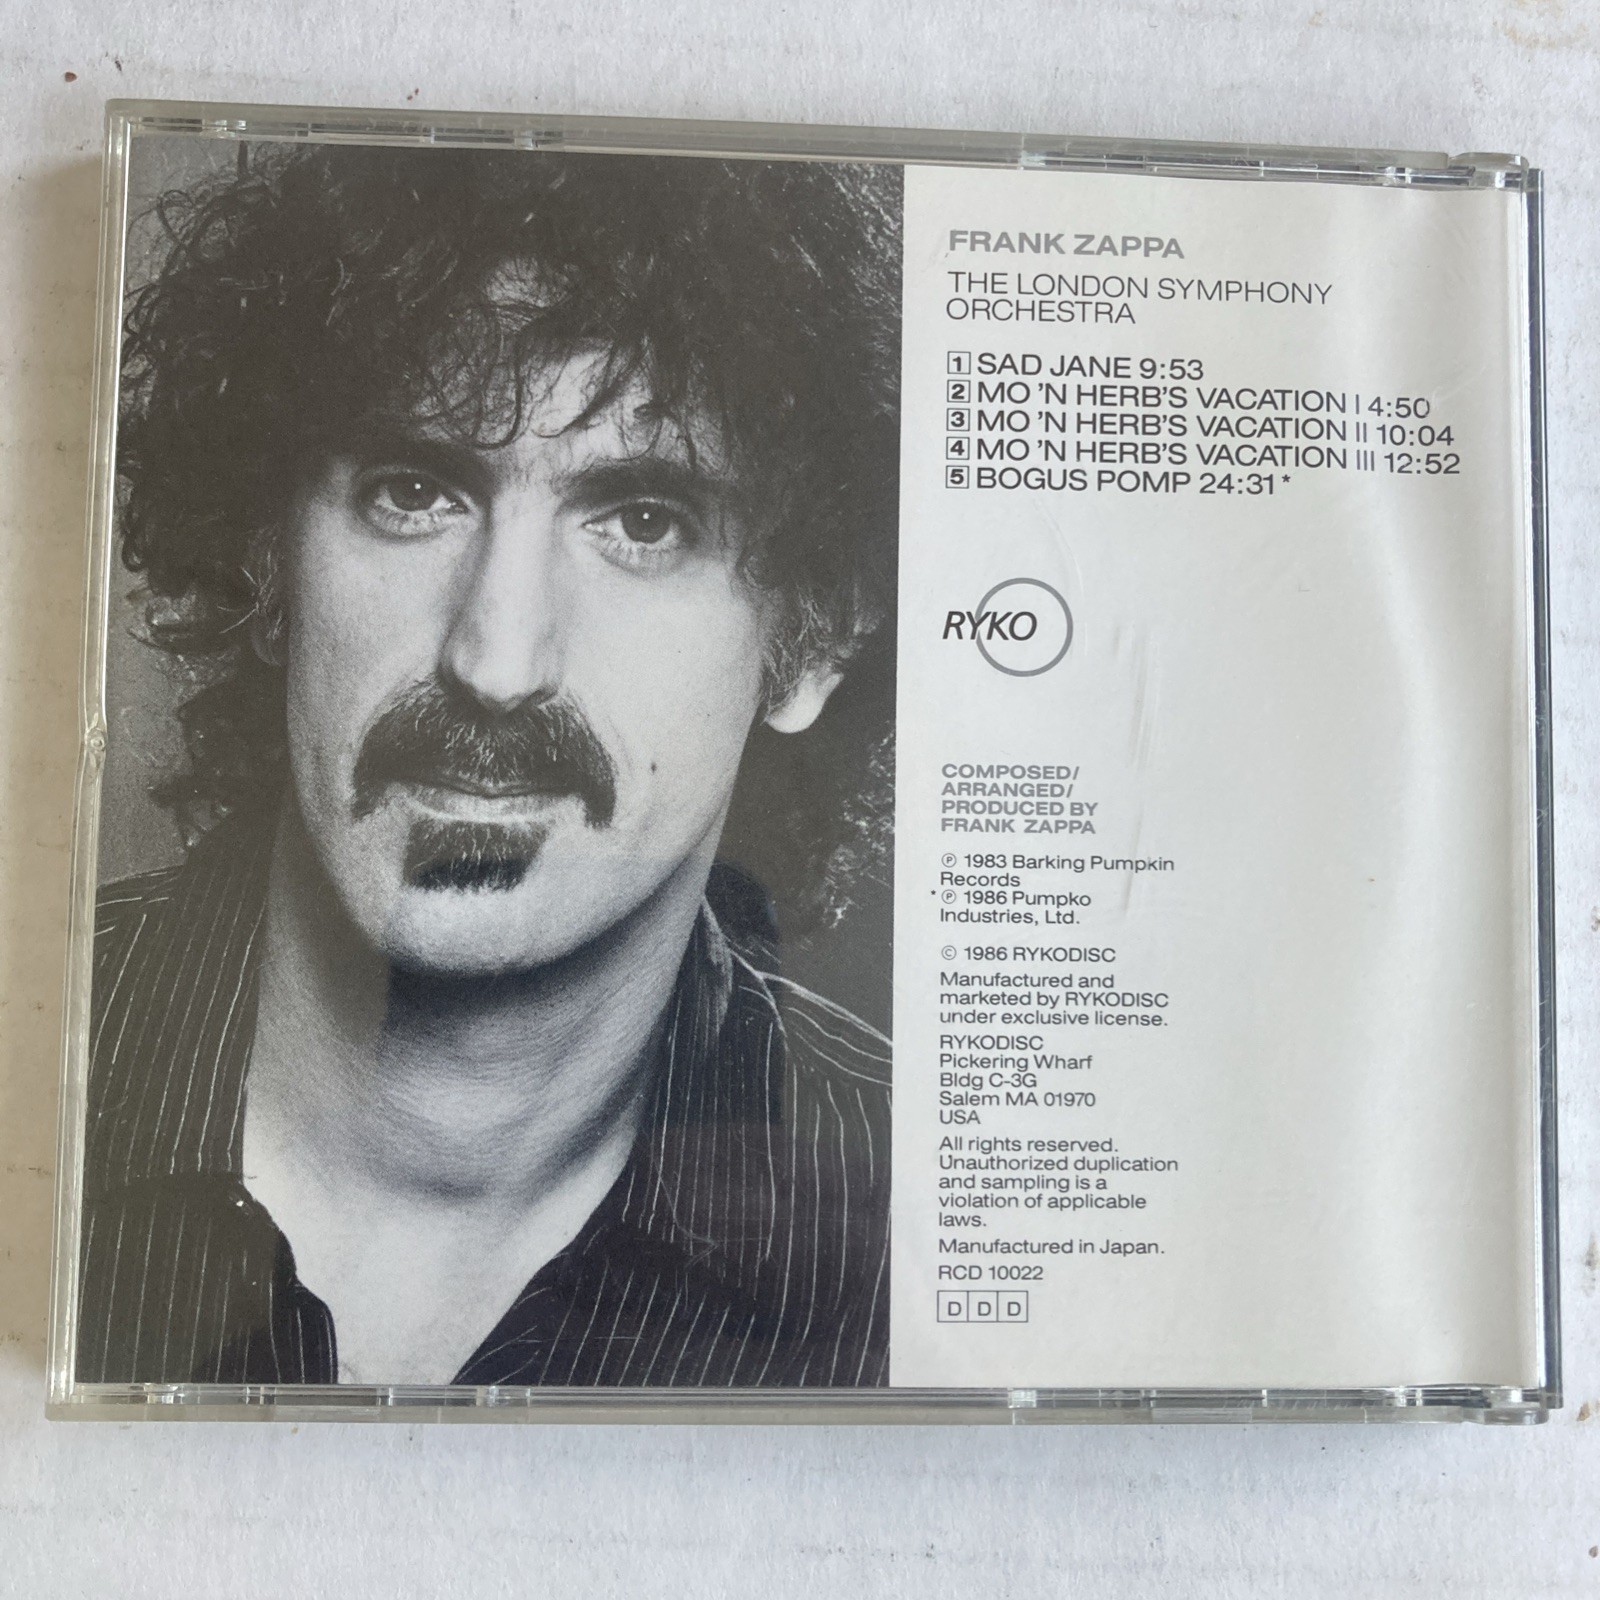 FRANK ZAPPA
THE LONDON SYMPHONY
ORCHESTRA
1 SAD JANE 9:53
2 MO 'N HERB'S VACATION I 4:50
3 MO 'N HERB'S VACATION II 10:04
4 MO 'N HERB'S VACATION III 12:52
5 BOGUS POMP 24:31*
RYKO
COMPOSED/
ARRANGED/
PRODUCED BY
FRANK ZAPPA
℗ 1983 Barking Pumpkin
Records
* ℗ 1986 Pumpko
Industries, Ltd.
© 1986 RYKODISC
Manufactured and
marketed by RYKODISC
under exclusive license.
RYKODISC
Pickering Wharf
Bldg C-3G
Salem MA 01970
USA
All rights reserved.
Unauthorized duplication
and sampling is a
violation of applicable
laws.
Manufactured in Japan.
RCD 10022
D D D